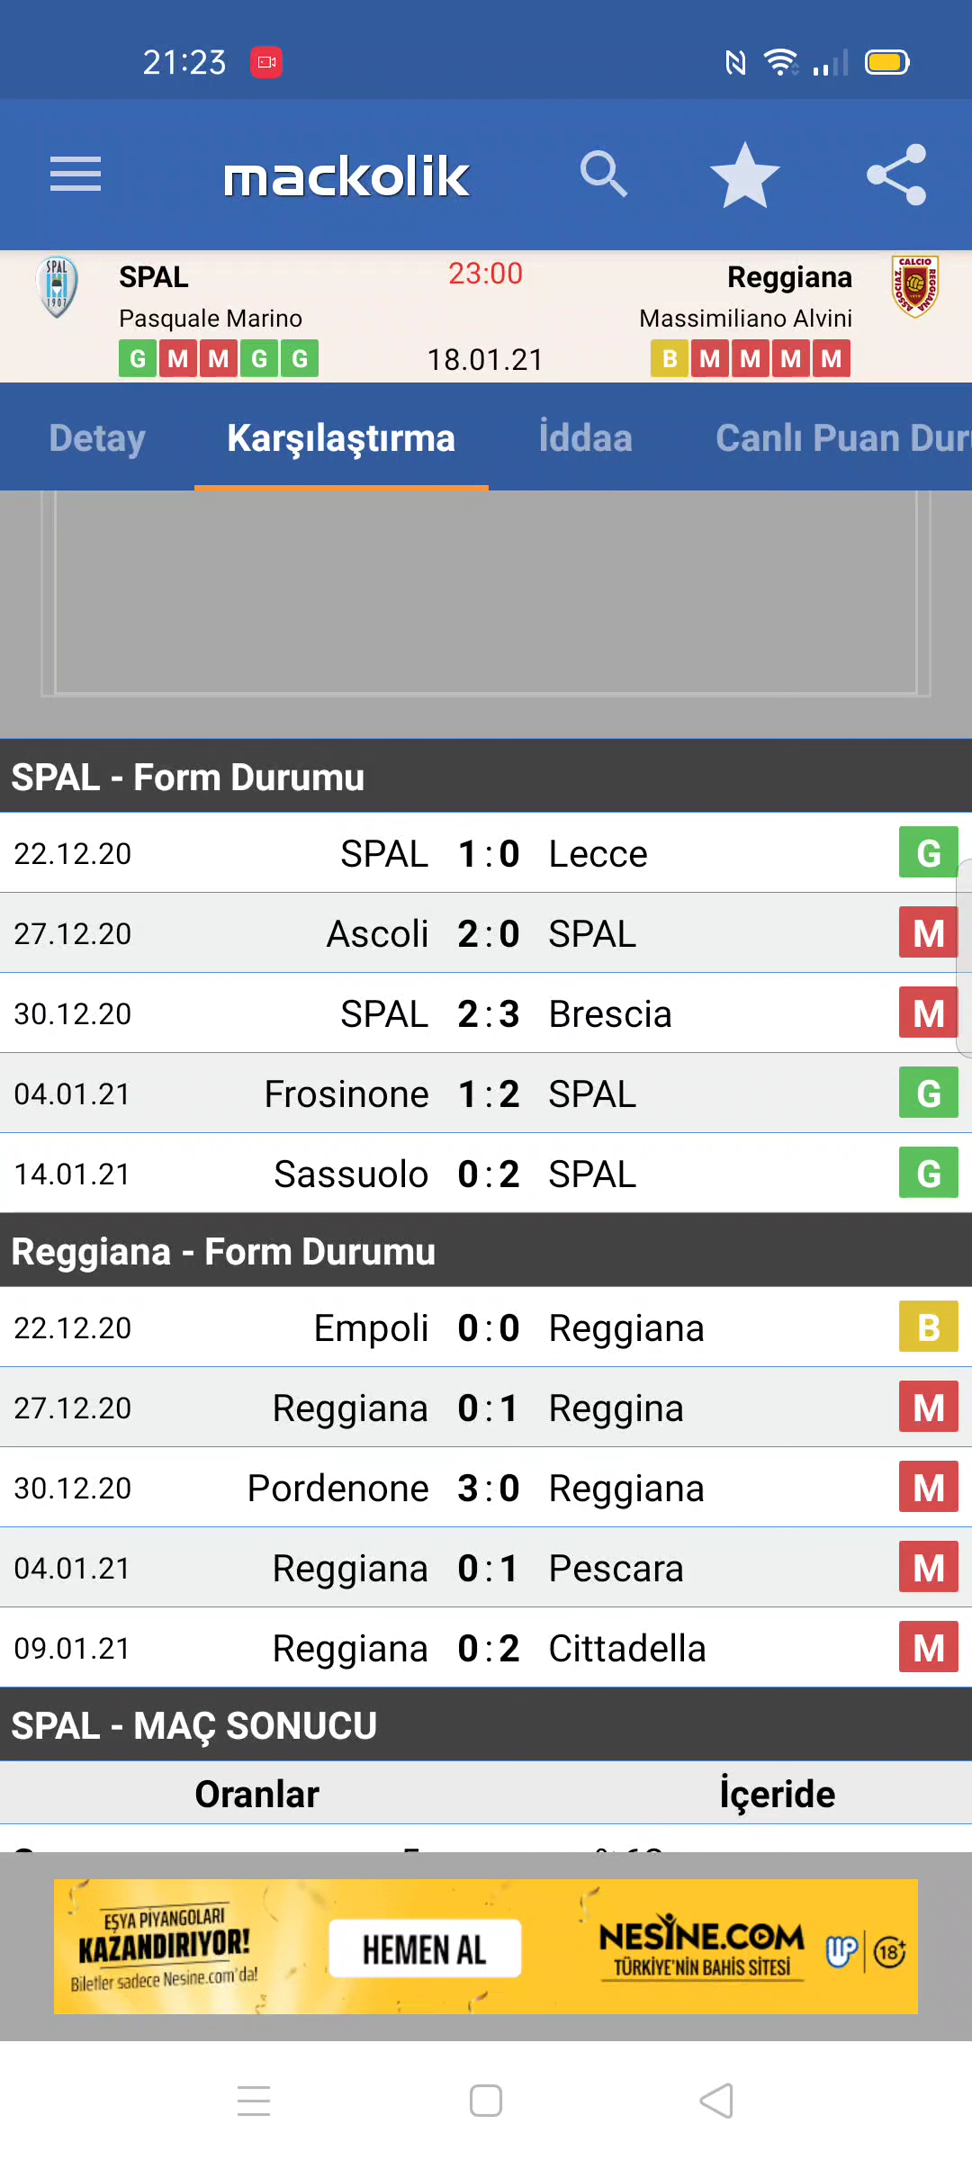 21:23
mackolik
SPAL
23:00
Reggiana
Pasquale Marino
Massimiliano Alvini
G M M G G
18.01.21
B M M M M
Detay
Karşılaştırma
İddaa
Canlı Puan Dur
SPAL - Form Durumu
22.12.20 SPAL 1:0 Lecce G
27.12.20 Ascoli 2:0 SPAL M
30.12.20 SPAL 2:3 Brescia M
04.01.21 Frosinone 1:2 SPAL G
14.01.21 Sassuolo 0:2 SPAL G
Reggiana - Form Durumu
22.12.20 Empoli 0:0 Reggiana B
27.12.20 Reggiana 0:1 Reggina M
30.12.20 Pordenone 3:0 Reggiana M
04.01.21 Reggiana 0:1 Pescara M
09.01.21 Reggiana 0:2 Cittadella M
SPAL - MAÇ SONUCU
Oranlar İçeride
EŞYA PİYANGOLARI
KAZANDIRIYOR!
Biletler sadece Nesine.com'da!
HEMEN AL
NESİNE.COM
TÜRKİYE'NİN BAHİS SİTESİ
18+